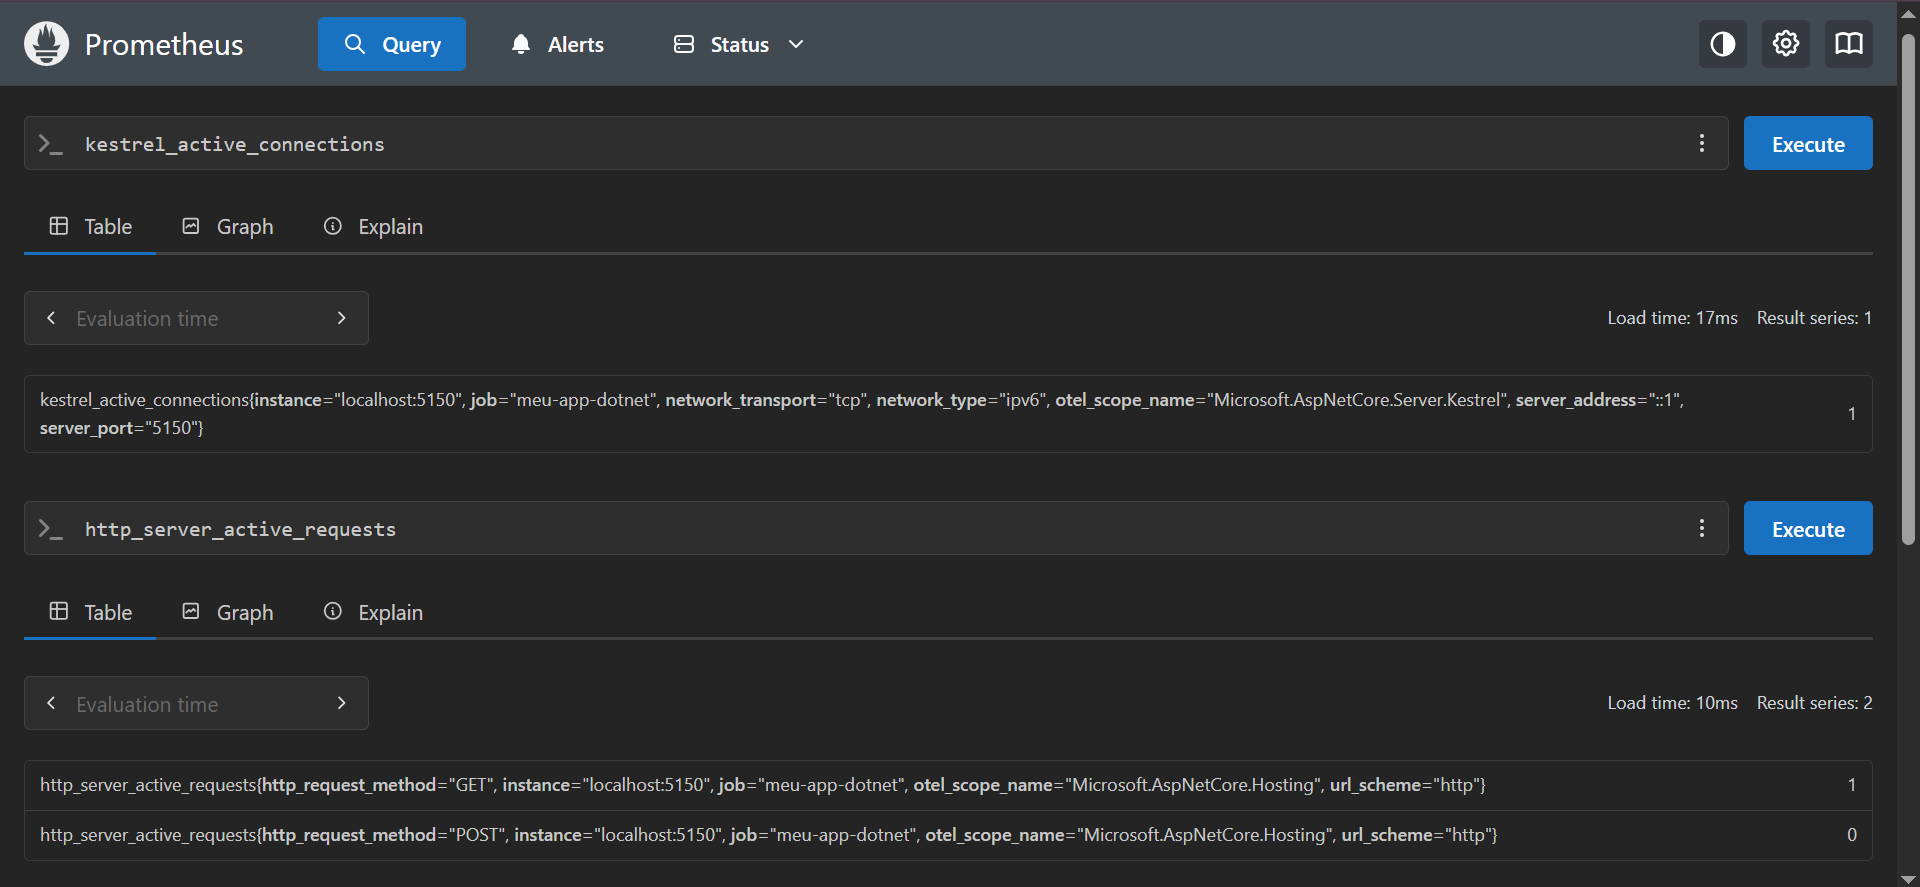 Prometheus
Query
Alerts
Status
kestrel_active_connections
Execute
Table
Graph
Explain
Evaluation time
Load time: 17ms
Result series: 1
kestrel_active_connections{instance="localhost:5150", job="meu-app-dotnet", network_transport="tcp", network_type="ipv6", otel_scope_name="Microsoft.AspNetCore.Server.Kestrel", server_address="::1",
server_port="5150"}
1
http_server_active_requests
Execute
Table
Graph
Explain
Evaluation time
Load time: 10ms
Result series: 2
http_server_active_requests{http_request_method="GET", instance="localhost:5150", job="meu-app-dotnet", otel_scope_name="Microsoft.AspNetCore.Hosting", url_scheme="http"}
1
http_server_active_requests{http_request_method="POST", instance="localhost:5150", job="meu-app-dotnet", otel_scope_name="Microsoft.AspNetCore.Hosting", url_scheme="http"}
0